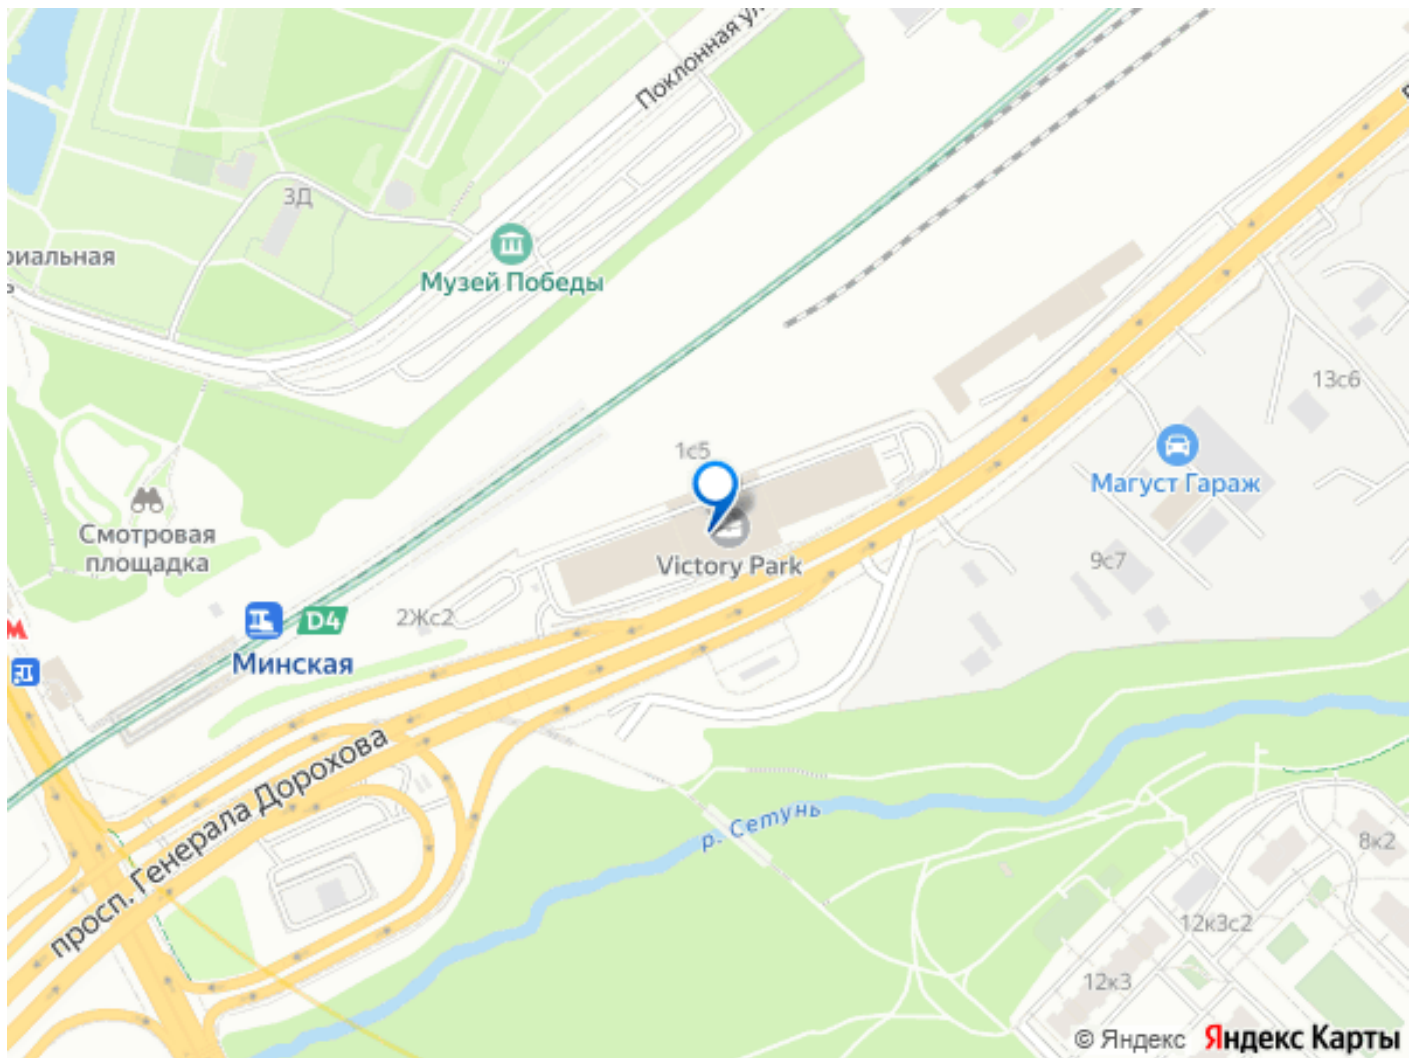 Поклонная ул
3Д
Музей Победы
риальная
13с6
1с5
Магуст Гараж
Смотровая
площадка
Victory Park
9с7
2Жс2
D4
Минская
просп. Генерала Дорохова
р. Сетунь
8к2
12к3с2
12к3
© Яндекс Яндекс Карты